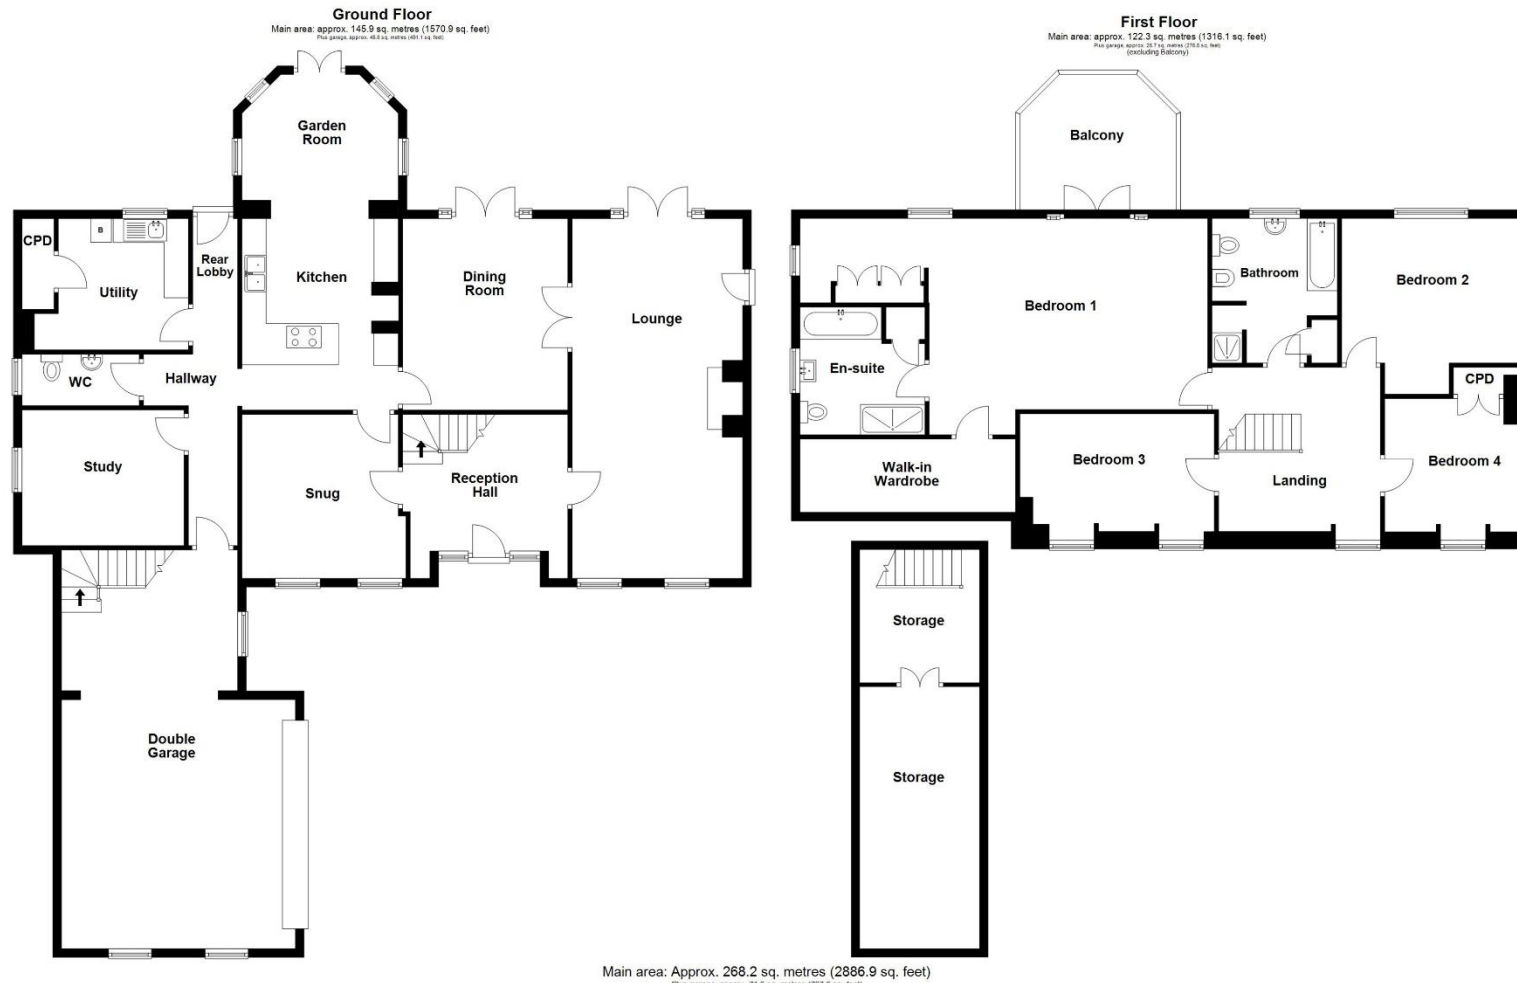 Ground Floor
Main area: approx. 145.9 sq. metres (1570.9 sq. feet)
First Floor
Main area: approx. 122.3 sq. metres (1316.1 sq. feet)
(excluding Balcony)
Garden
Room
Balcony
CPD
B
Utility
Rear
Lobby
Kitchen
Dining
Room
Lounge
WC
Hallway
Study
Snug
Reception
Hall
Double
Garage
Bedroom 1
Bathroom
Bedroom 2
En-suite
CPD
Walk-in
Wardrobe
Bedroom 3
Landing
Bedroom 4
Storage
Storage
Main area: Approx. 268.2 sq. metres (2886.9 sq. feet)